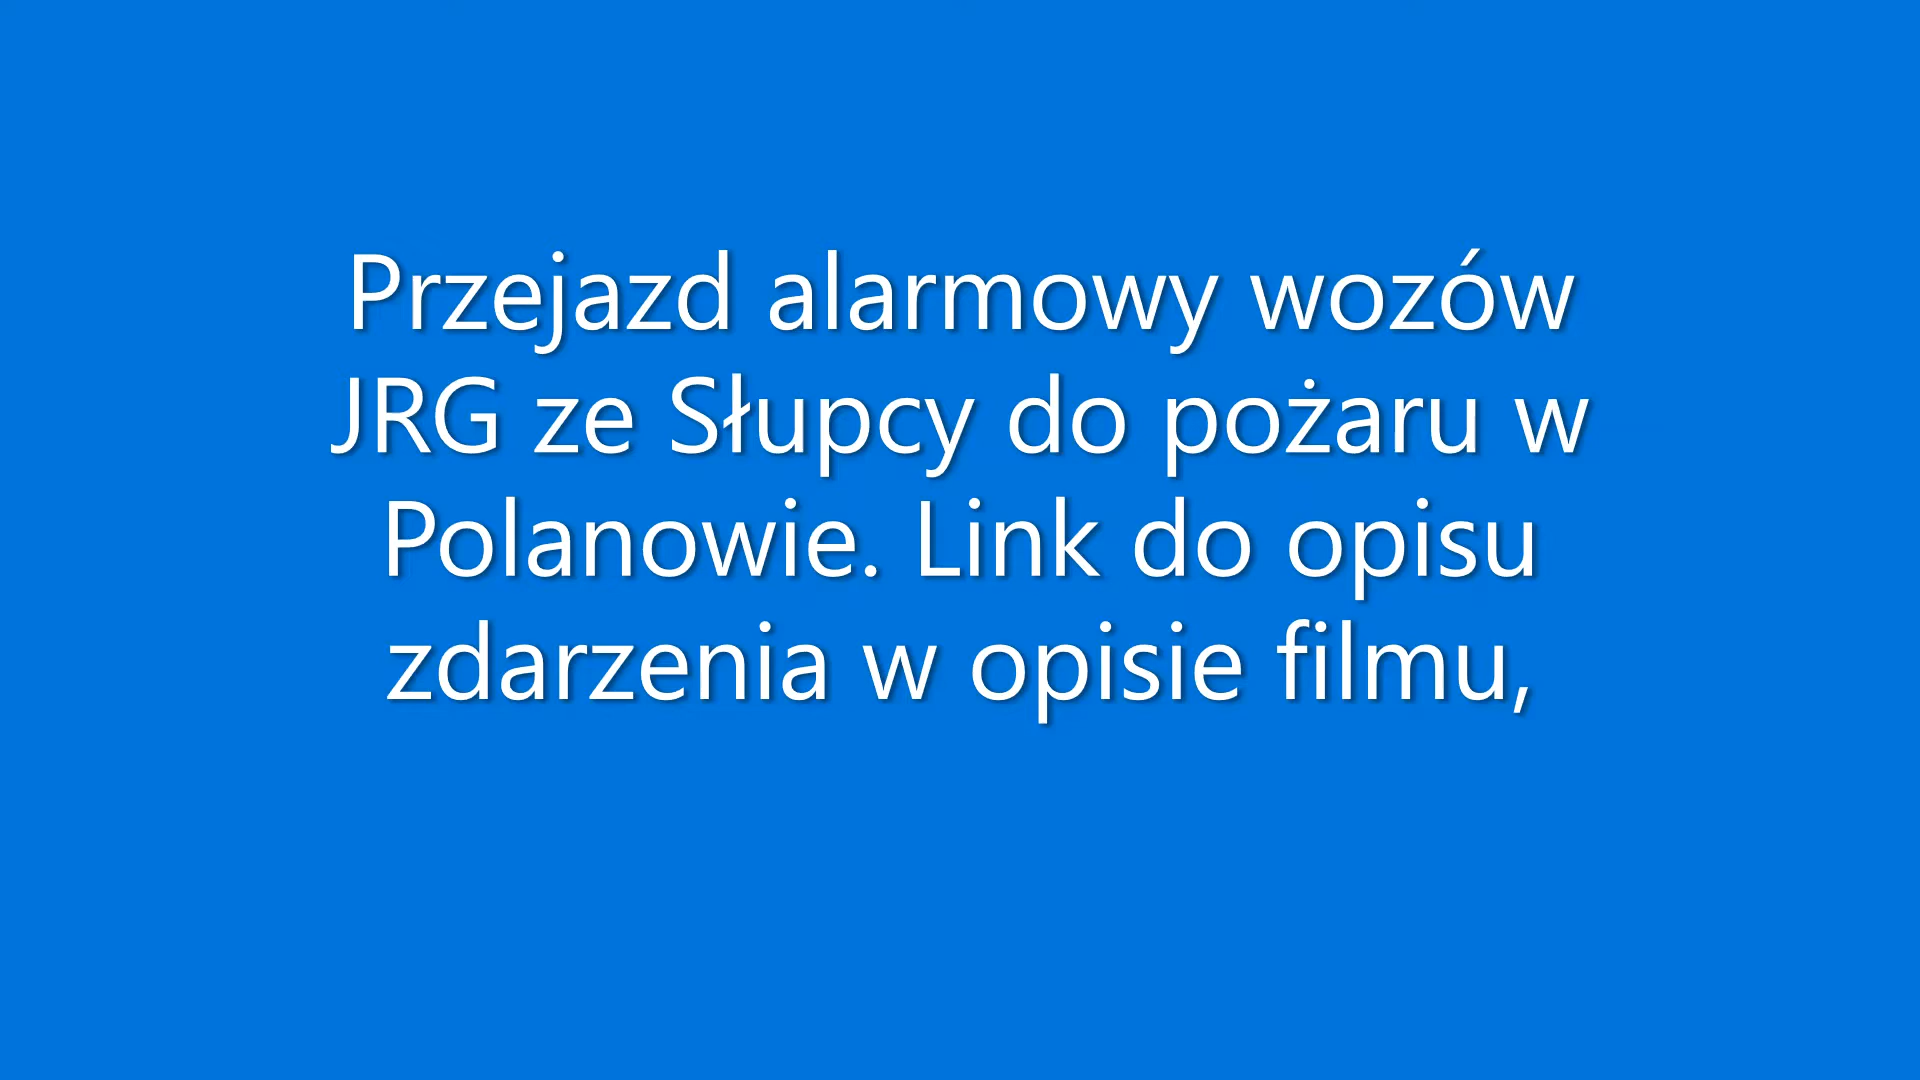 Przejazd alarmowy wozów
JRG ze Słupcy do pożaru w
Polanowie. Link do opisu
zdarzenia w opisie filmu,